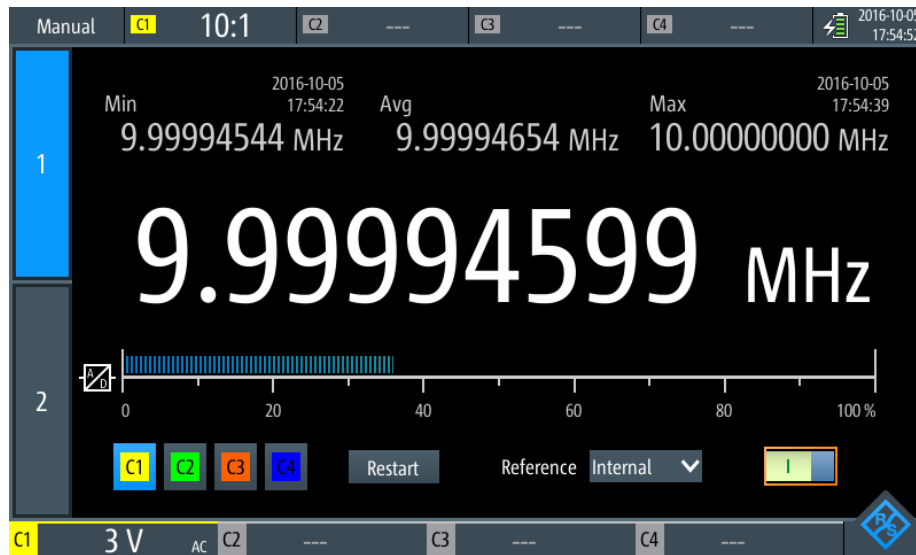 Manual C1 10:1 C2 --- C3 --- C4 --- 2016-10-05
17:54:52
2016-10-05 2016-10-05
Min 17:54:22 Avg Max 17:54:39
9.99994544 MHz 9.99994654 MHz 10.00000000 MHz
1
9.99994599 MHz
A/D
2
0 20 40 60 80 100 %
C1 C2 C3 C4 Restart Reference Internal I
R&S
C1 3 V AC C2 --- C3 --- C4 ---